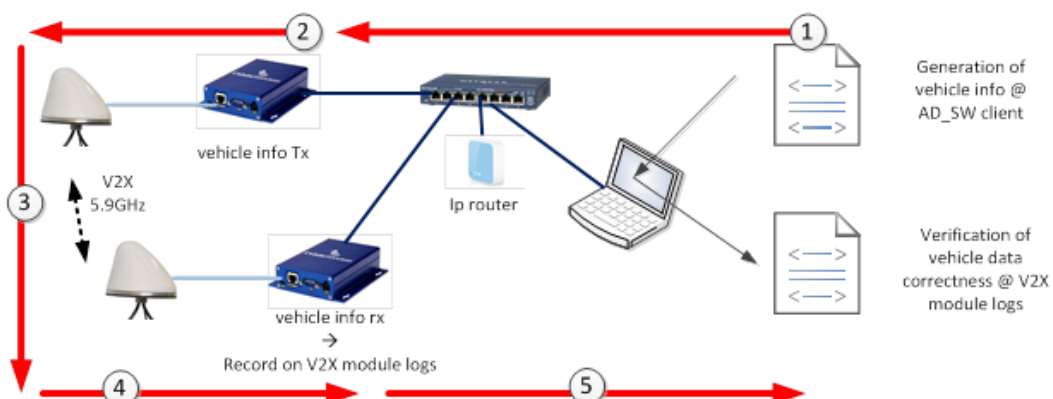 2
1
Generation of
vehicle info @
AD_SW client
vehicle info Tx
V2X
5.9GHz
3
Ip router
Verification of
vehicle data
correctness @ V2X
module logs
vehicle info rx
→
Record on V2X module logs
4
5